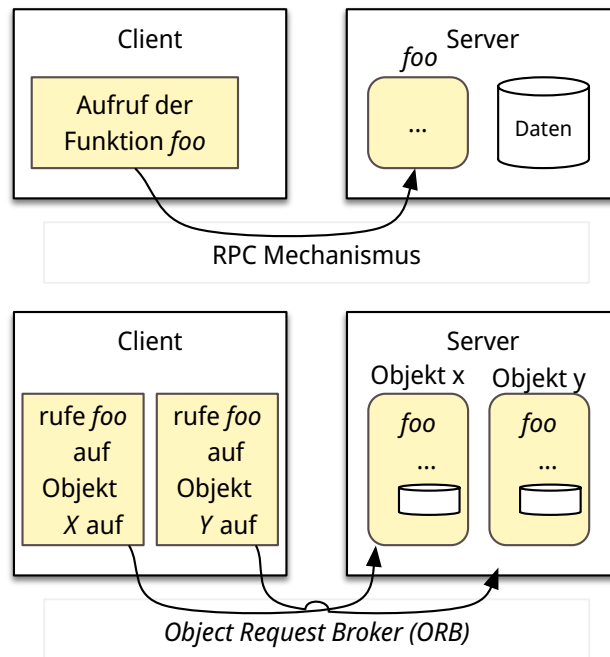 Client
Server
foo
Aufruf der
Funktion foo
...
Daten
RPC Mechanismus
Client
Server
Objekt x
Objekt y
rufe foo
auf
Objekt
X auf
rufe foo
auf
Objekt
Y auf
foo
...
foo
...
Object Request Broker (ORB)